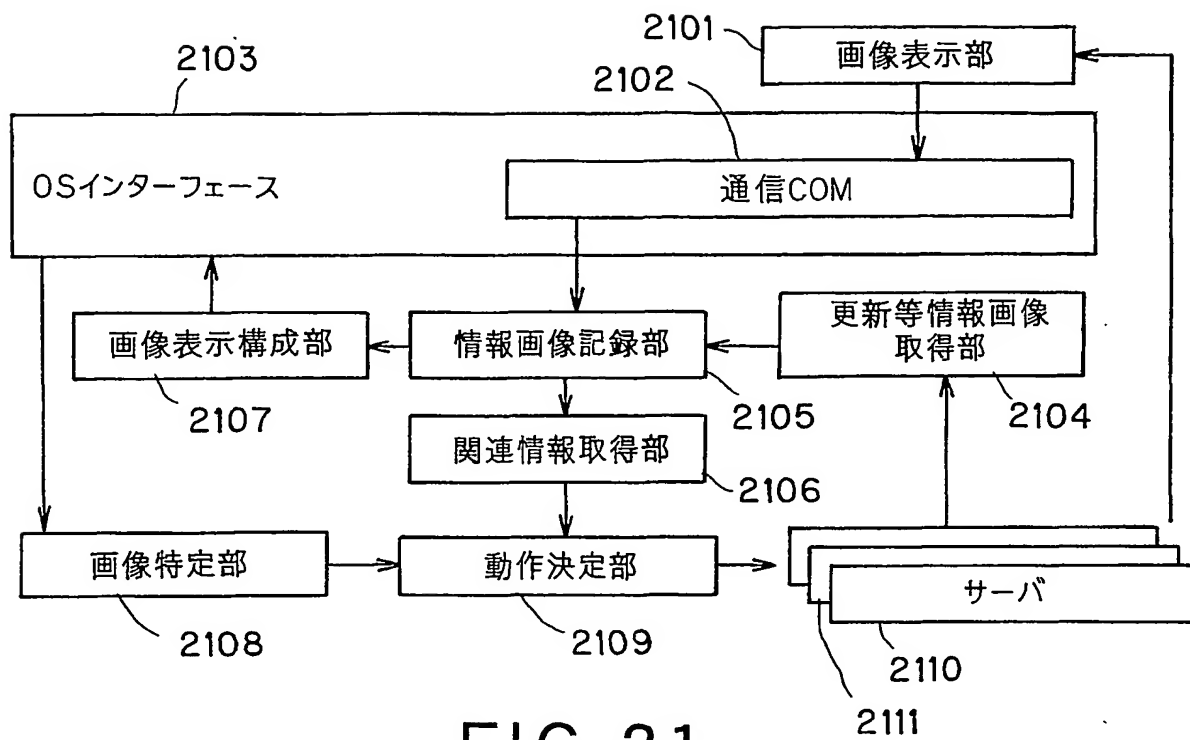 2101
画像表示部
2103
2102
OSインターフェース
通信COM
画像表示構成部
情報画像記録部
更新等情報画像
取得部
2107
2105
2104
関連情報取得部
2106
画像特定部
動作決定部
サーバ
2108
2109
2110
2111
FIG.21